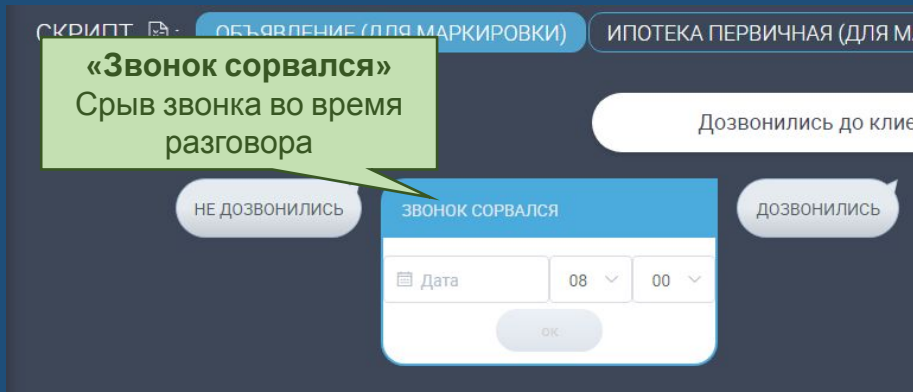 СКРИПТ :
ОБЪЯВЛЕНИЕ (ДЛЯ МАРКИРОВКИ)
ИПОТЕКА ПЕРВИЧНАЯ (ДЛЯ
«Звонок сорвался»
Срыв звонка во время
разговора
Дозвонились до
НЕ ДОЗВОНИЛИСЬ
ЗВОНОК СОРВАЛСЯ
ДОЗВОНИЛИСЬ
Дата
08
00
ок